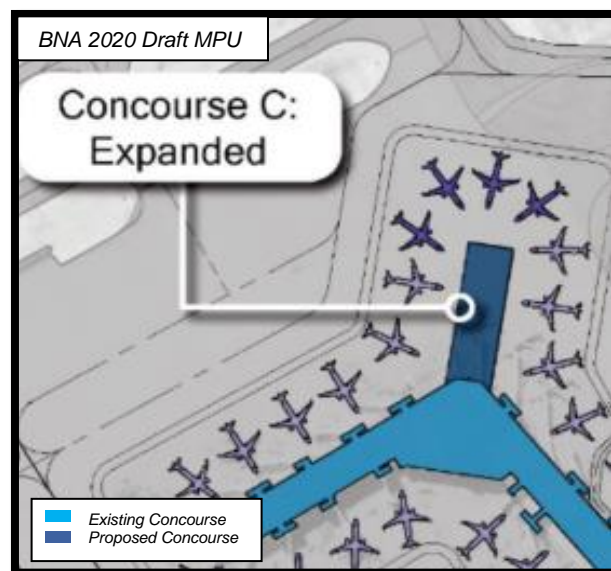 BNA 2020 Draft MPU
Concourse C:
Expanded
Existing Concourse
Proposed Concourse